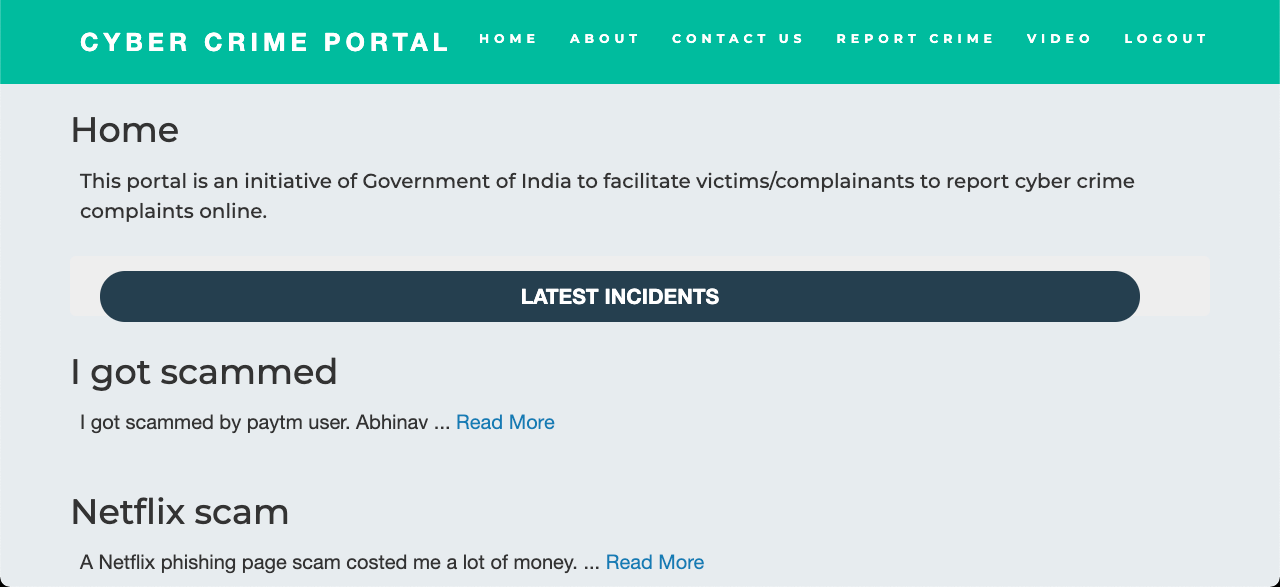 CYBER CRIME PORTAL HOME ABOUT CONTACT US REPORT CRIME VIDEO LOGOUT
Home
This portal is an initiative of Government of India to facilitate victims/complainants to report cyber crime
complaints online.
LATEST INCIDENTS
I got scammed
I got scammed by paytm user. Abhinav ... Read More
Netflix scam
A Netflix phishing page scam costed me a lot of money. ... Read More